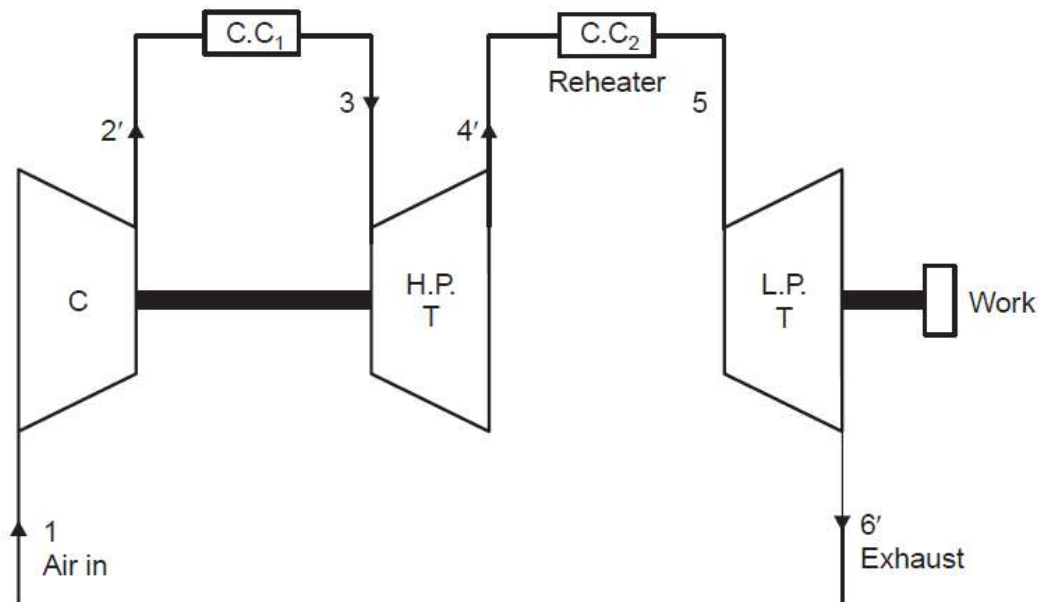 C.C₁
C.C₂
Reheater
2′
3
4′
5
C
H.P.
T
L.P.
T
Work
1
Air in
6′
Exhaust